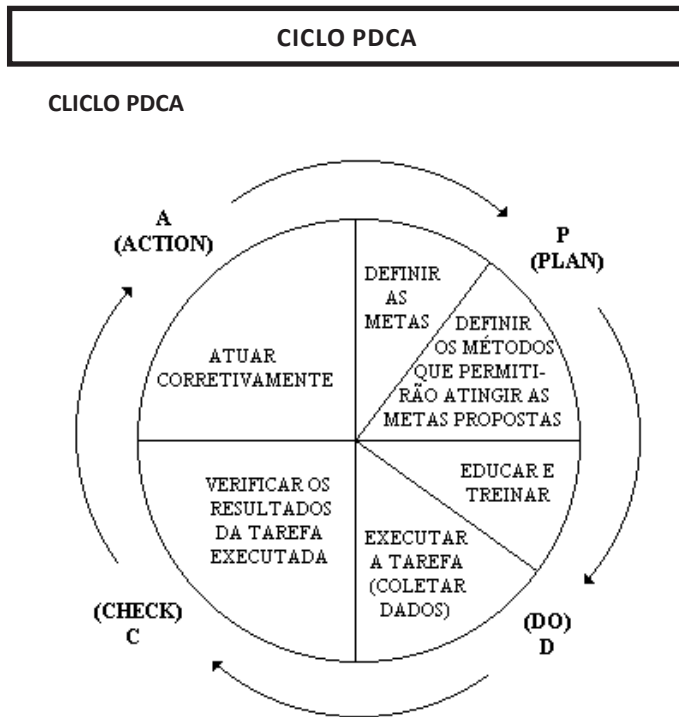 CICLO PDCA
CLICLO PDCA
A
(ACTION)
P
(PLAN)
DEFINIR
AS
METAS
DEFINIR
OS MÉTODOS
QUE PERMITI-
RÃO ATINGIR AS
METAS PROPOSTAS
ATUAR
CORRETIVAMENTE
EDUCAR E
TREINAR
VERIFICAR OS
RESULTADOS
DA TAREFA
EXECUTADA
EXECUTAR
A TAREFA
(COLETAR
DADOS)
(CHECK)
C
(DO)
D